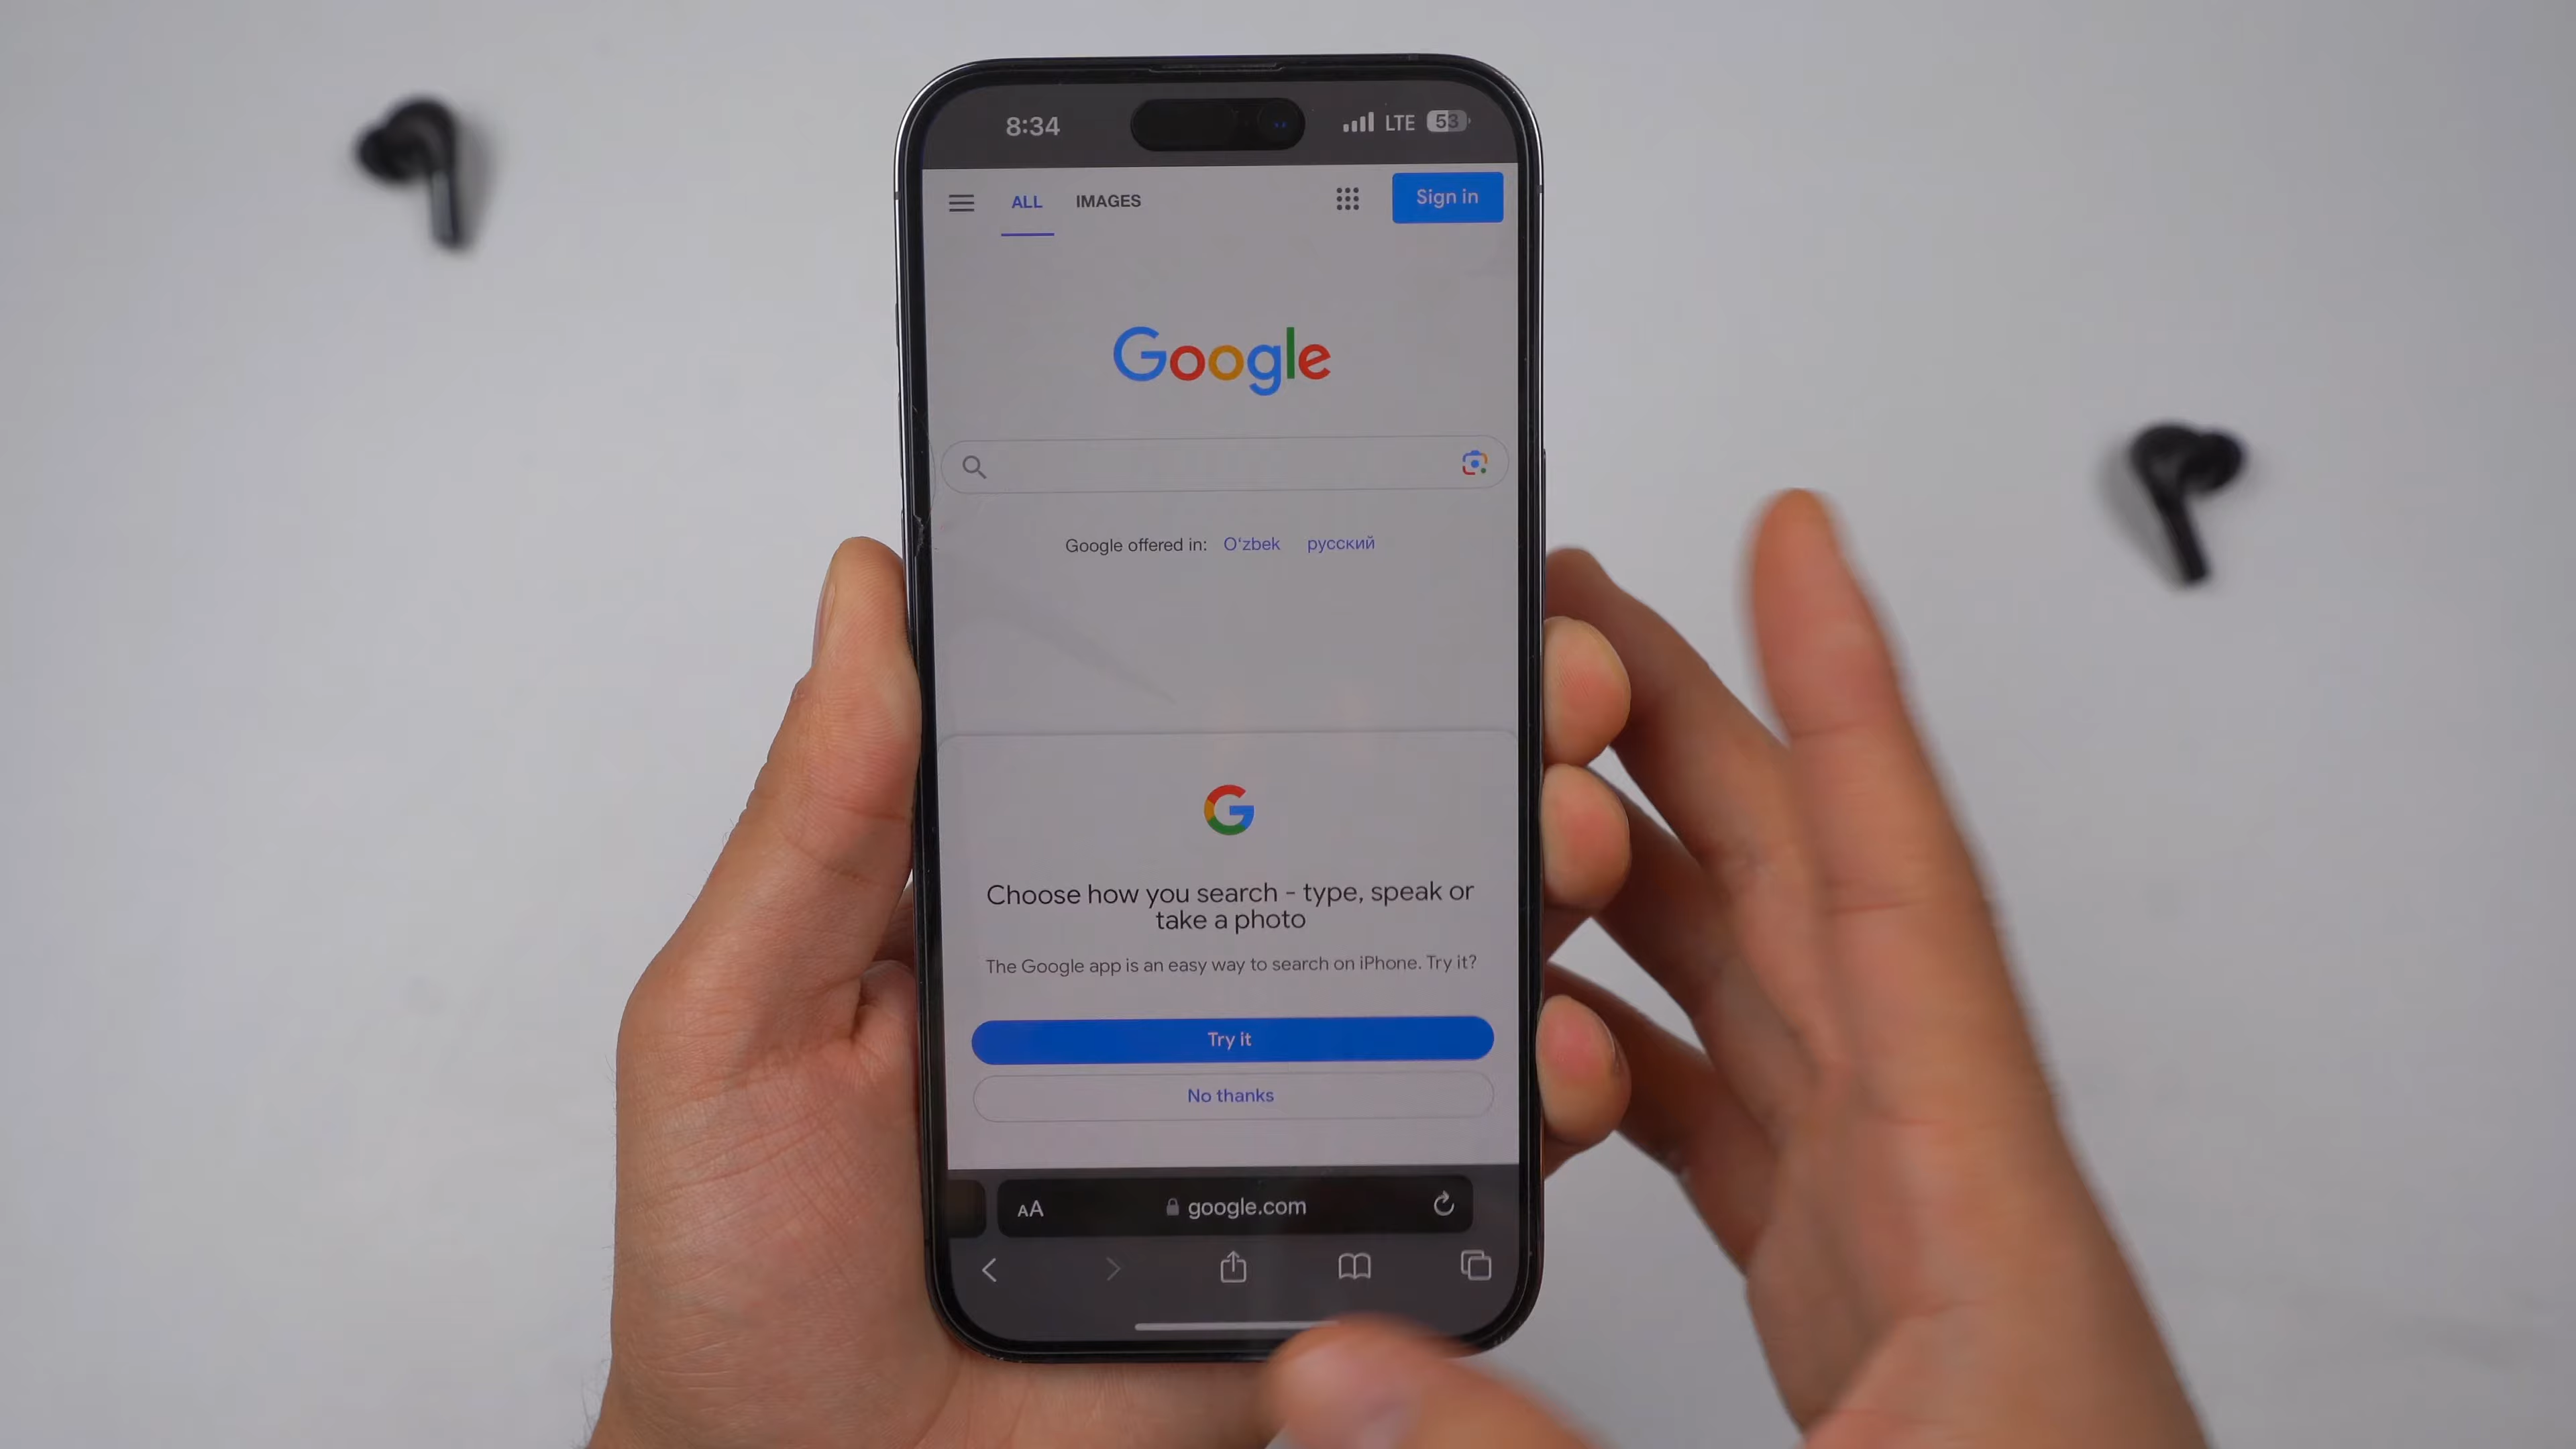 8:34 LTE 53
ALL IMAGES Sign in
Google
Google offered in: O‘zbek русский
G
Choose how you search - type, speak or
take a photo
The Google app is an easy way to search on iPhone. Try it?
Try it
No thanks
AA google.com